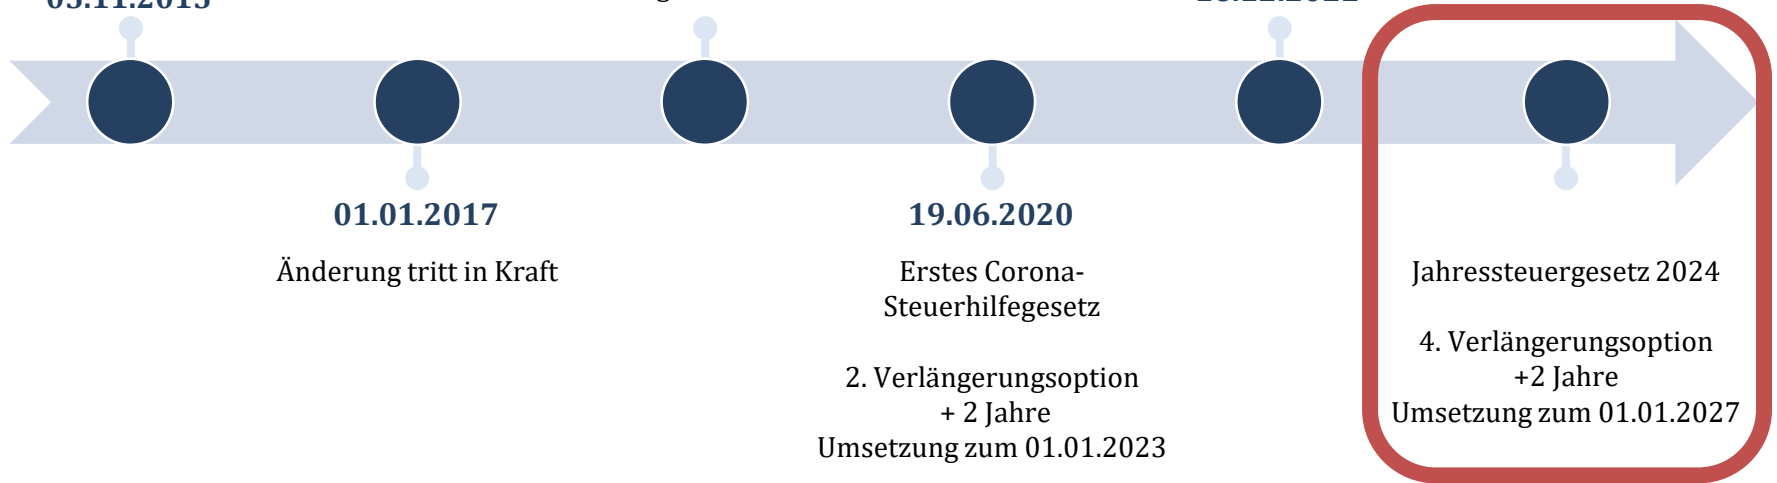 01.01.2017
Änderung tritt in Kraft
19.06.2020
Erstes Corona-
Steuerhilfegesetz
2. Verlängerungsoption
+ 2 Jahre
Umsetzung zum 01.01.2023
Jahressteuergesetz 2024
4. Verlängerungsoption
+2 Jahre
Umsetzung zum 01.01.2027